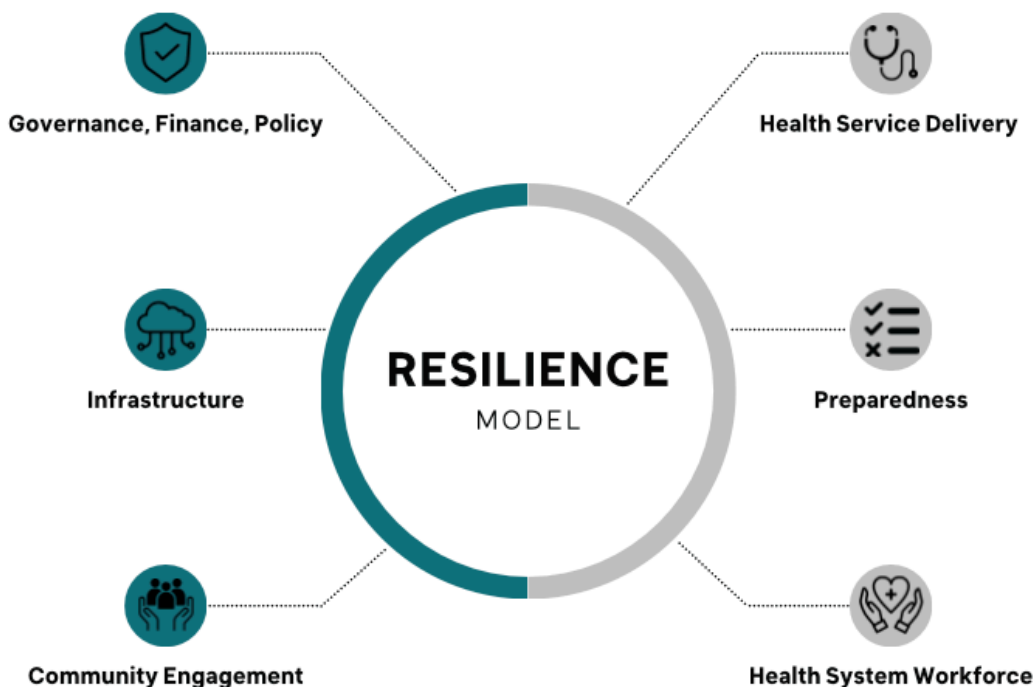 Governance, Finance, Policy
Health Service Delivery
RESILIENCE
MODEL
Infrastructure
Preparedness
Community Engagement
Health System Workforce